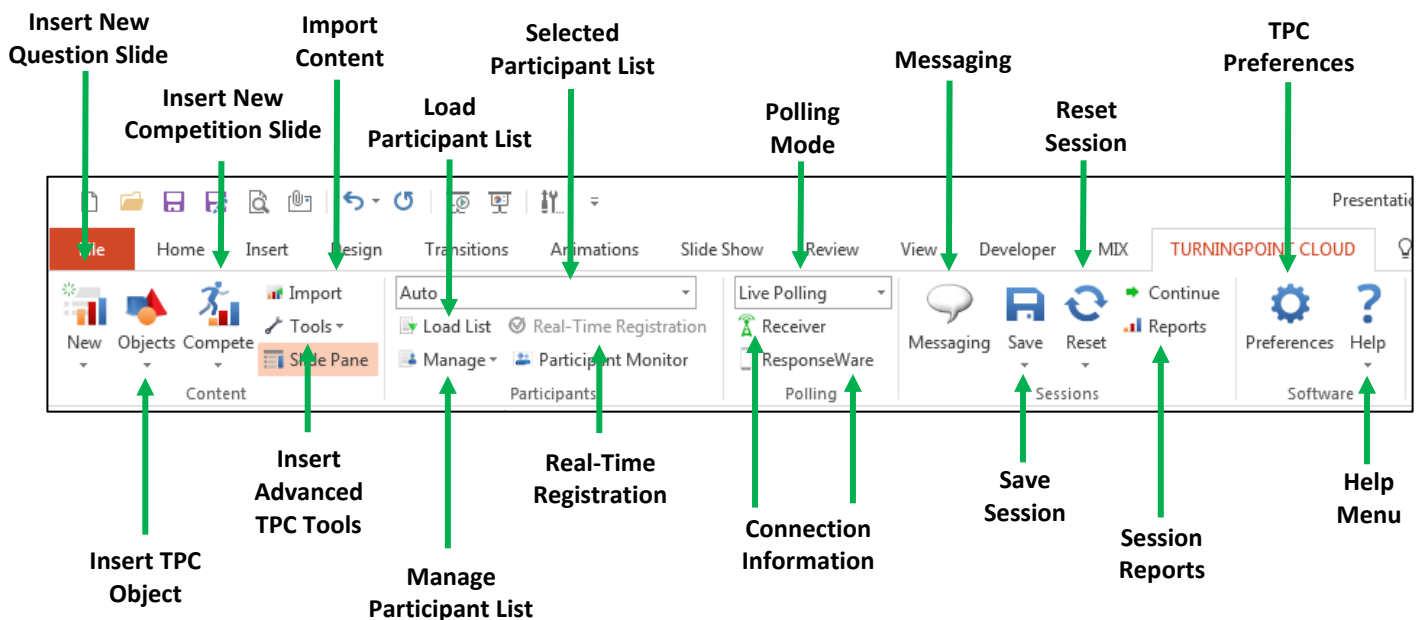 Insert New
Question Slide
Import
Content
Selected
Participant List
TPC
Preferences
Messaging
Insert New
Competition Slide
Load
Participant List
Polling
Mode
Reset
Session
Presentatio
File Home Insert Design Transitions Animations Slide Show Review View Developer MIX TURNINGPOINT CLOUD
Import Auto Live Polling Continue
Tools Load List Real-Time Registration Receiver Reports
New Objects Compete Messaging Save Reset Preferences Help
Slide Pane Manage Participant Monitor ResponseWare
Content Participants Polling Sessions Software
Insert
Advanced
TPC Tools
Real-Time
Registration
Save
Session
Help
Menu
Connection
Information
Session
Reports
Insert TPC
Object
Manage
Participant List